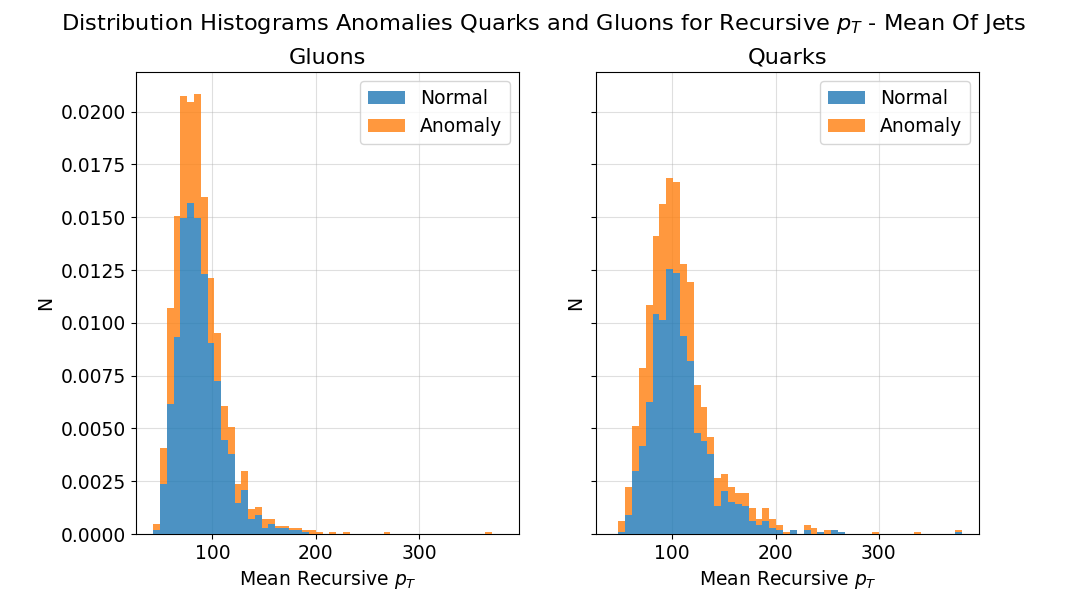 Distribution Histograms Anomalies Quarks and Gluons for Recursive p_T - Mean Of Jets
Gluons
Quarks
Normal
Anomaly
Normal
Anomaly
0.0200
0.0175
0.0150
0.0125
0.0100
0.0075
0.0050
0.0025
0.0000
N
N
100 200 300
100 200 300
Mean Recursive p_T
Mean Recursive p_T